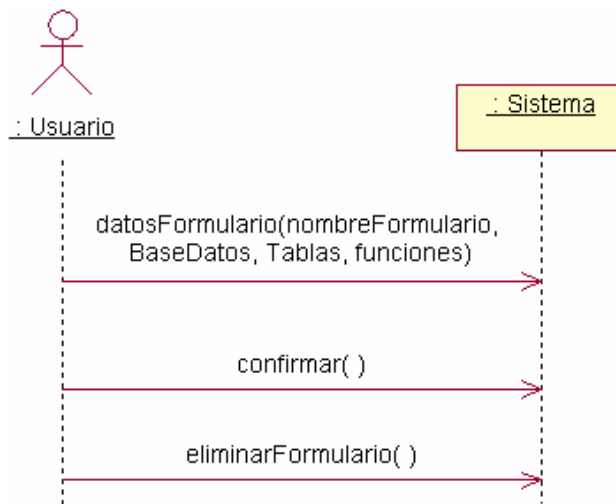 : Sistema
: Usuario
datosFormulario(nombreFormulario,
BaseDatos, Tablas, funciones)
confirmar( )
eliminarFormulario( )